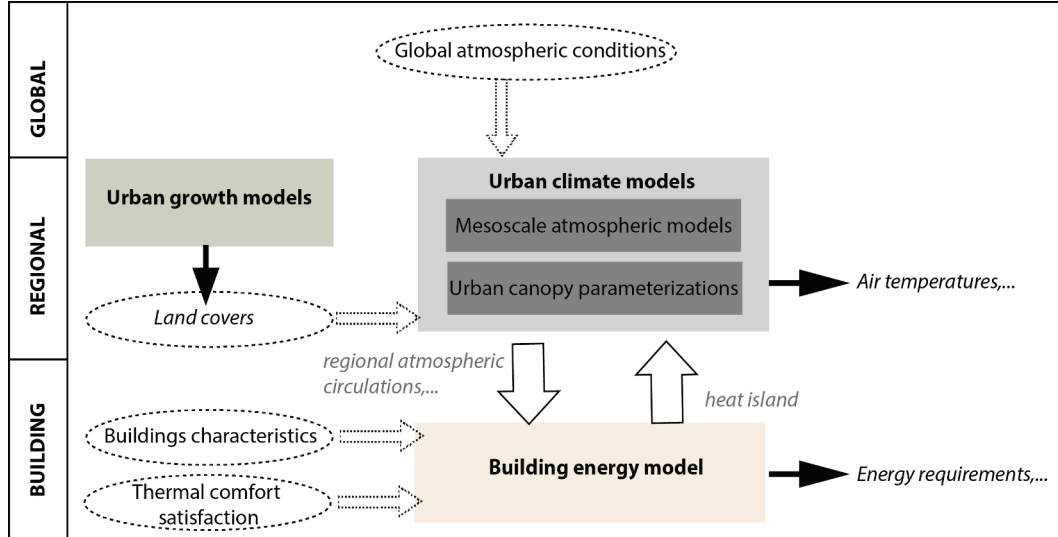 GLOBAL
Global atmospheric conditions
REGIONAL
Urban growth models
Urban climate models
Mesoscale atmospheric models
Urban canopy parameterizations
Air temperatures,...
Land covers
regional atmospheric
circulations,...
heat island
BUILDING
Buildings characteristics
Building energy model
Energy requirements,...
Thermal comfort
satisfaction